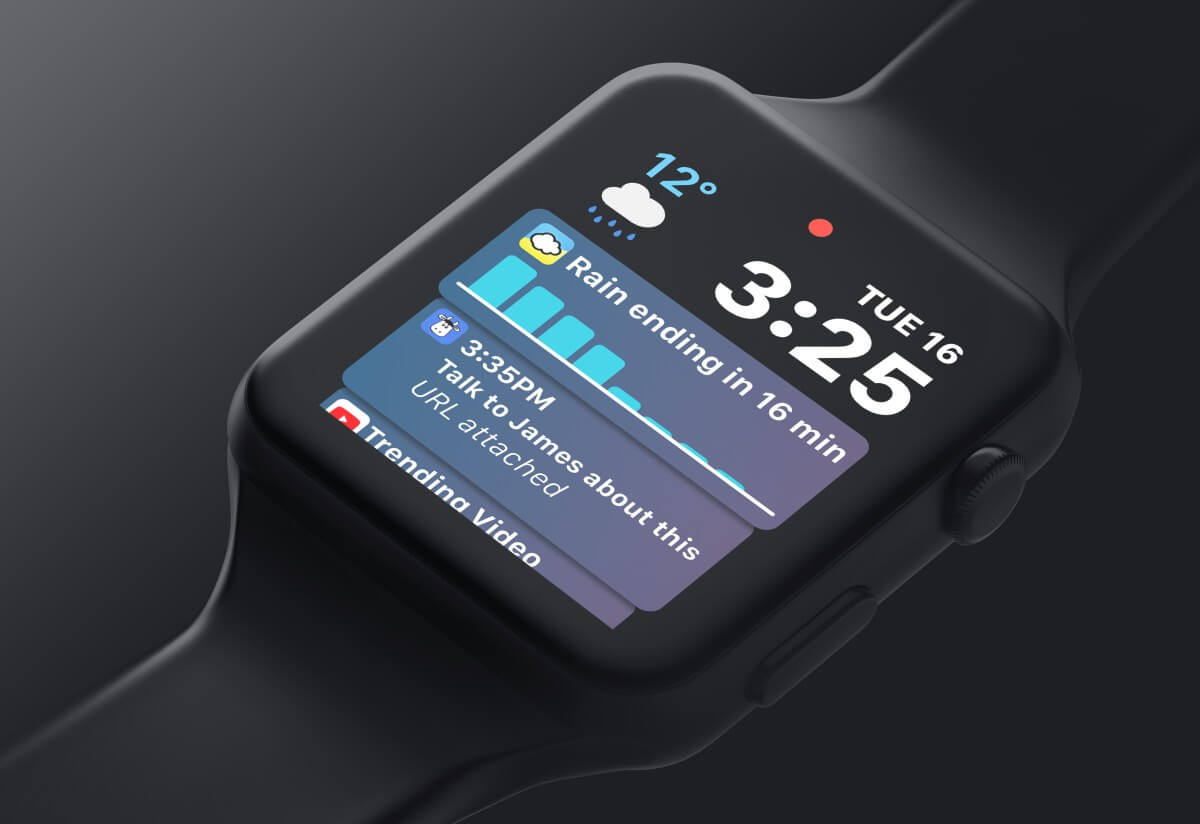 12°
TUE 16
3:25
Rain ending in 16 min
3:35PM
Talk to James about this
URL attached
Trending Video